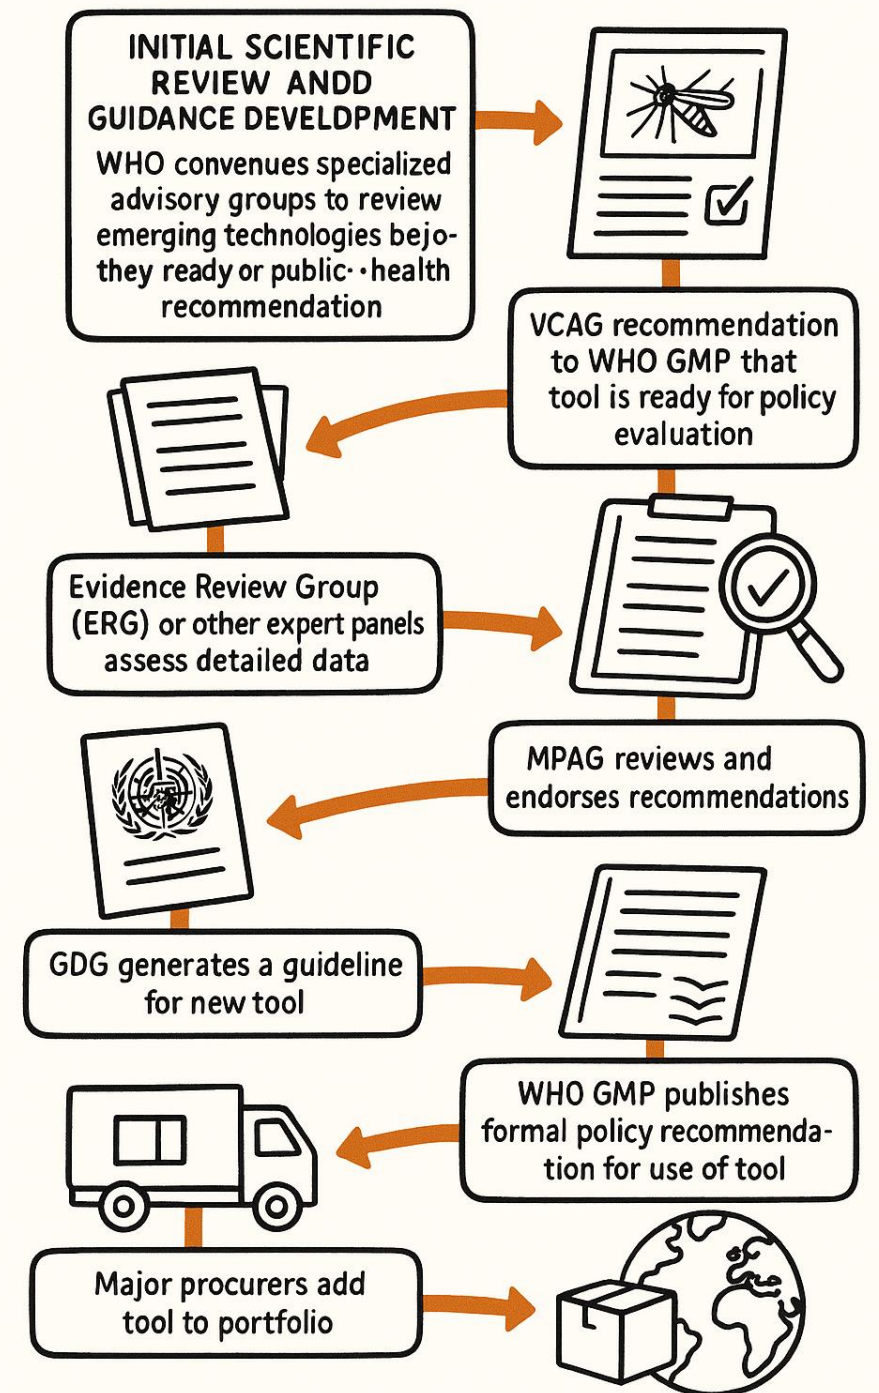 INITIAL SCIENTIFIC
REVIEW ANDD
GUIDANCE DEVELDPMENT
WHO convenues specialized
advisory groups to review
emerging technologies bejo-
they ready or public··health
recommendation
VCAG recommendation
to WHO GMP that
tool is ready for policy
evaluation
Evidence Review Group
(ERG) or other expert panels
assess detailed data
MPAG reviews and
endorses recommendations
GDG generates a guideline
for new tool
WHO GMP publishes
formal policy recommenda-
tion for use of tool
Major procurers add
tool to portfolio